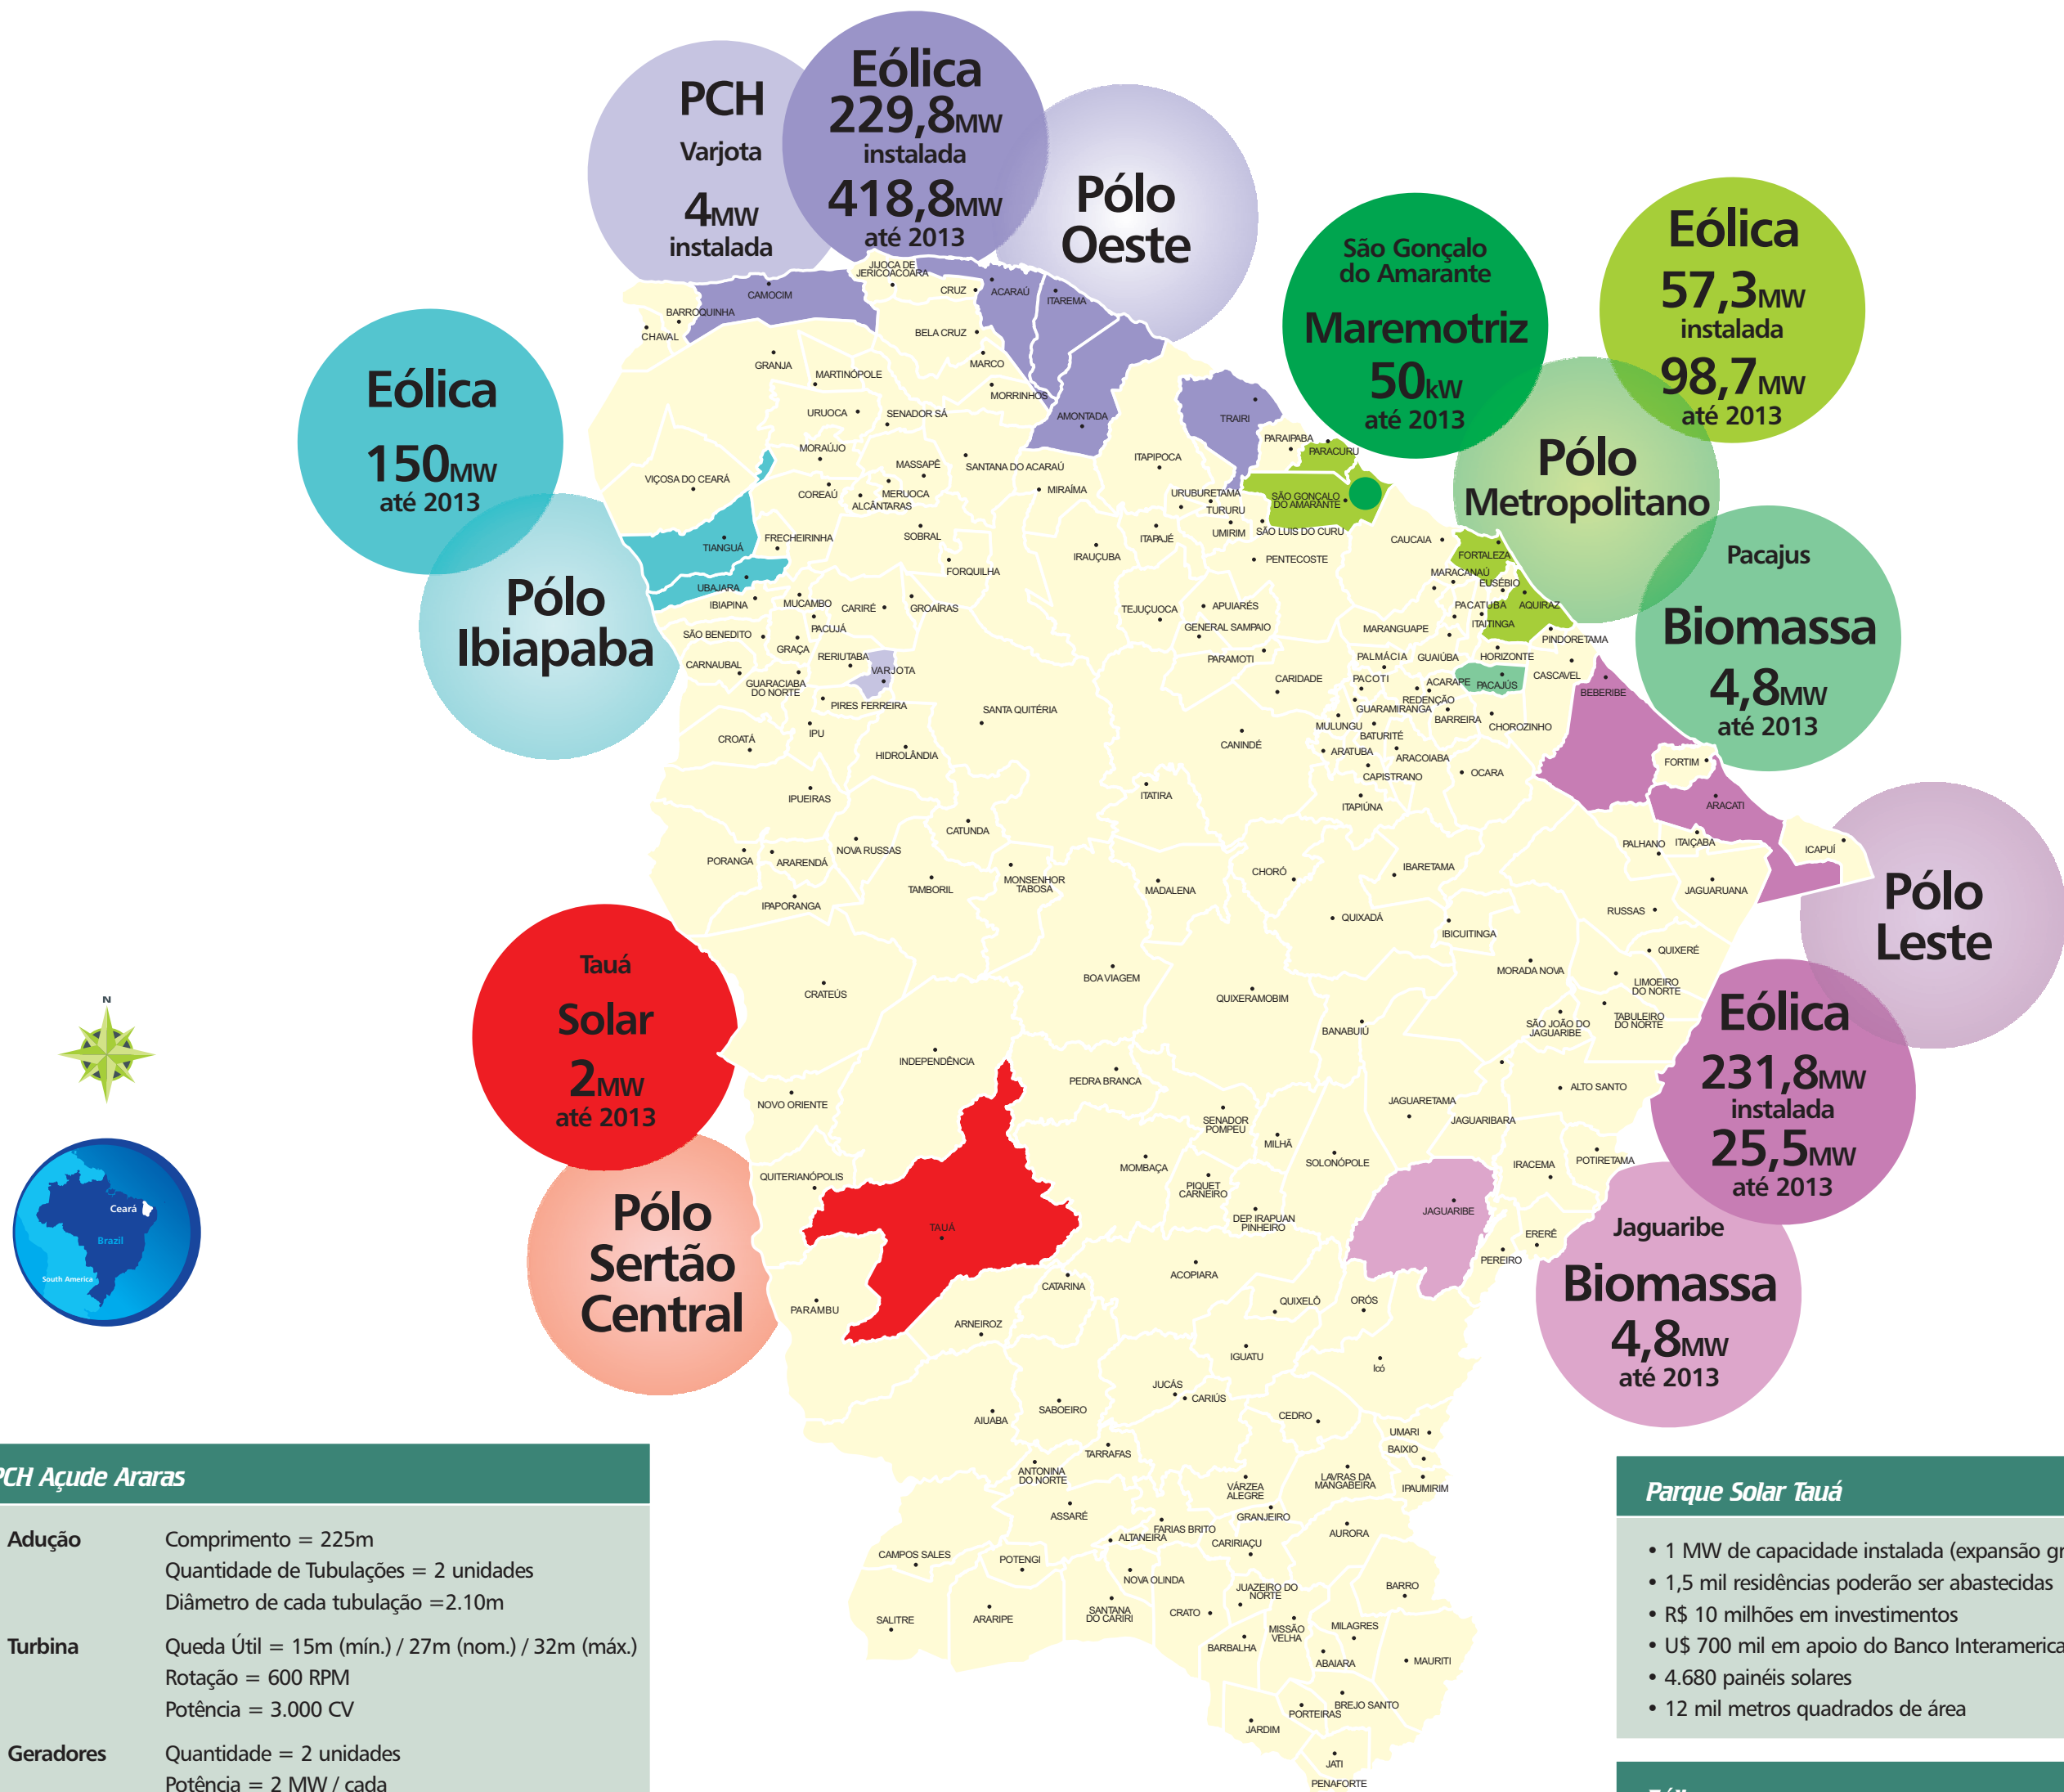 PCH
Varjota
4MW
instalada
Eólica
229,8MW
instalada
418,8MW
até 2013
Pólo
Oeste
São Gonçalo
do Amarante
Maremotriz
50kW
até 2013
Eólica
57,3MW
instalada
98,7MW
até 2013
Pólo
Metropolitano
Eólica
150MW
até 2013
Pólo
Ibiapaba
Pacajus
Biomassa
4,8MW
até 2013
Pólo
Leste
Eólica
231,8MW
instalada
25,5MW
até 2013
Jaguaribe
Biomassa
4,8MW
até 2013
Tauá
Solar
2MW
até 2013
Pólo
Sertão
Central
N
Ceará
Brazil
South America
JIJOCA DE
JERICOACOARA
CRUZ
ACARAÚ
ITAREMA
CAMOCIM
BARROQUINHA
CHAVAL
BELA CRUZ
GRANJA
MARCO
MARTINÓPOLE
MORRINHOS
URUOCA
SENADOR SÁ
AMONTADA
TRAIRI
PARAIPABA
PARACURU
MORAÚJO
ITAPIPOCA
MASSAPÊ
SANTANA DO ACARAÚ
VIÇOSA DO CEARÁ
COREAÚ
MERUOCA
ALCÂNTARAS
MIRAÍMA
URUBURETAMA
TURURU
SÃO GONÇALO
DO AMARANTE
UMIRIM
SÃO LUIS DO CURU
TIANGUÁ
FRECHEIRINHA
SOBRAL
IRAUÇUBA
ITAPAJÉ
CAUCAIA
FORTALEZA
PENTECOSTE
FORQUILHA
MARACANAÚ
EUSÉBIO
UBAJARA
IBIAPINA
MUCAMBO
CARIRÉ
GROAÍRAS
TEJUÇUOCA
APUIARÉS
PACATUBA
AQUIRAZ
ITAITINGA
GENERAL SAMPAIO
MARANGUAPE
PINDORETAMA
SÃO BENEDITO
PACUJÁ
GRAÇA
RERIUTABA
CARNAUBAL
VARJOTA
PARAMOTI
PALMÁCIA
GUAIÚBA
HORIZONTE
GUARACIABA
DO NORTE
CARIDADE
PACOTI
ACARAPE
PACAJÚS
CASCAVEL
BEBERIBE
PIRES FERREIRA
SANTA QUITÉRIA
REDENÇÃO
GUARAMIRANGA
BARREIRA
CHOROZINHO
MULUNGU
BATURITÉ
IPU
CROATÁ
HIDROLÂNDIA
CANINDÉ
ARATUBA
ARACOIABA
CAPISTRANO
OCARA
FORTIM
IPUEIRAS
ITATIRA
ITAPIÚNA
ARACATI
CATUNDA
PORANGA
ARARENDÁ
NOVA RUSSAS
PALHANO
ITAIÇABA
ICAPUÍ
TAMBORIL
MONSENHOR
TABOSA
MADALENA
CHORÓ
IBARETAMA
JAGUARUANA
IPAPORANGA
QUIXADÁ
IBICUITINGA
RUSSAS
QUIXERÉ
CRATEÚS
BOA VIAGEM
QUIXERAMOBIM
MORADA NOVA
LIMOEIRO
DO NORTE
BANABUIÚ
SÃO JOÃO DO
JAGUARIBE
TABULEIRO
DO NORTE
INDEPENDÊNCIA
PEDRA BRANCA
ALTO SANTO
NOVO ORIENTE
SENADOR
POMPEU
MILHÃ
JAGUARETAMA
JAGUARIBARA
QUITERIANÓPOLIS
MOMBAÇA
PIQUET
CARNEIRO
SOLONÓPOLE
IRACEMA
POTIRETAMA
DEP. IRAPUAN
PINHEIRO
JAGUARIBE
TAUÁ
ERERÊ
PEREIRO
CATARINA
ACOPIARA
PARAMBU
ARNEIROZ
QUIXELÔ
ORÓS
IGUATU
Icó
JUCÁS
CARIÚS
AIUABA
SABOEIRO
CEDRO
UMARI
BAIXIO
TARRAFAS
ANTONINA
DO NORTE
VÁRZEA
ALEGRE
LAVRAS DA
MANGABEIRA
IPAUMIRIM
ASSARÉ
GRANJEIRO
FARIAS BRITO
ALTANEIRA
CARIRIAÇU
AURORA
CAMPOS SALES
POTENGI
NOVA OLINDA
JUAZEIRO DO
NORTE
BARRO
SALITRE
ARARIPE
SANTANA
DO CARIRI
CRATO
MISSÃO
VELHA
MILAGRES
BARBALHA
ABAIARA
MAURITI
BREJO SANTO
PORTEIRAS
JARDIM
JATI
PENAFORTE
PCH Açude Araras
Adução Comprimento = 225m
Quantidade de Tubulações = 2 unidades
Diâmetro de cada tubulação =2.10m
Turbina Queda Útil = 15m (mín.) / 27m (nom.) / 32m (máx.)
Rotação = 600 RPM
Potência = 3.000 CV
Geradores Quantidade = 2 unidades
Potência = 2 MW / cada
Parque Solar Tauá
• 1 MW de capacidade instalada (expansão
• 1,5 mil residências poderão ser abastecidas
• R$ 10 milhões em investimentos
• U$ 700 mil em apoio do Banco
• 4.680 painéis solares
• 12 mil metros quadrados de área